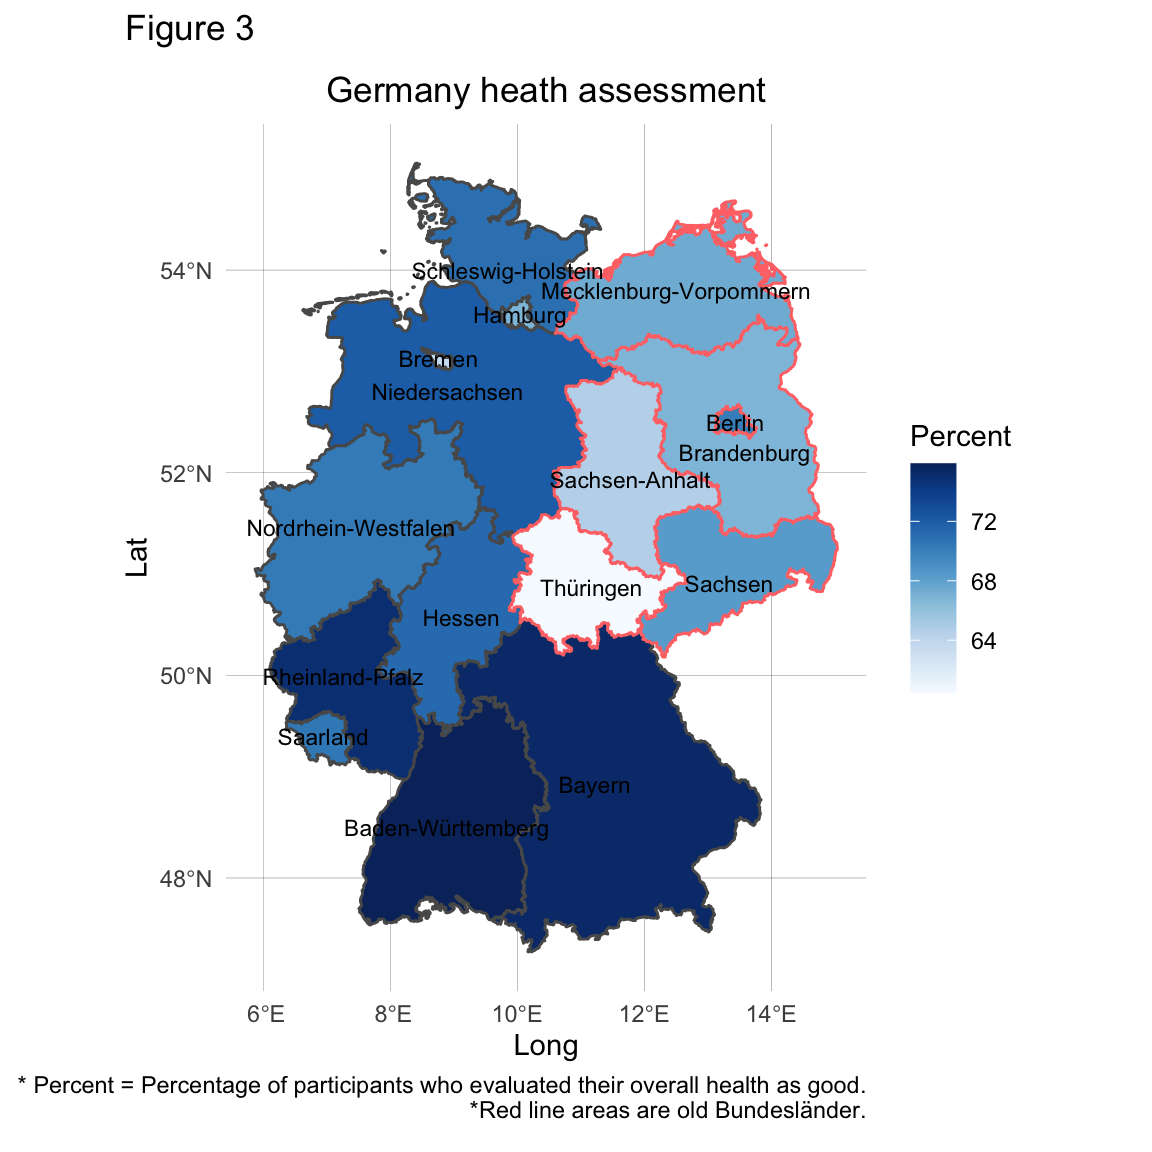 Figure 3
Germany heath assessment
54°N
52°N
50°N
48°N
Lat
Schleswig-Holstein
Mecklenburg-Vorpommern
Hamburg
Bremen
Niedersachsen
Berlin
Brandenburg
Sachsen-Anhalt
Nordrhein-Westfalen
Thüringen
Sachsen
Hessen
Rheinland-Pfalz
Saarland
Bayern
Baden-Württemberg
6°E 8°E 10°E 12°E 14°E
Long
Percent
72
68
64
* Percent = Percentage of participants who evaluated their overall health as good.
*Red line areas are old Bundesländer.